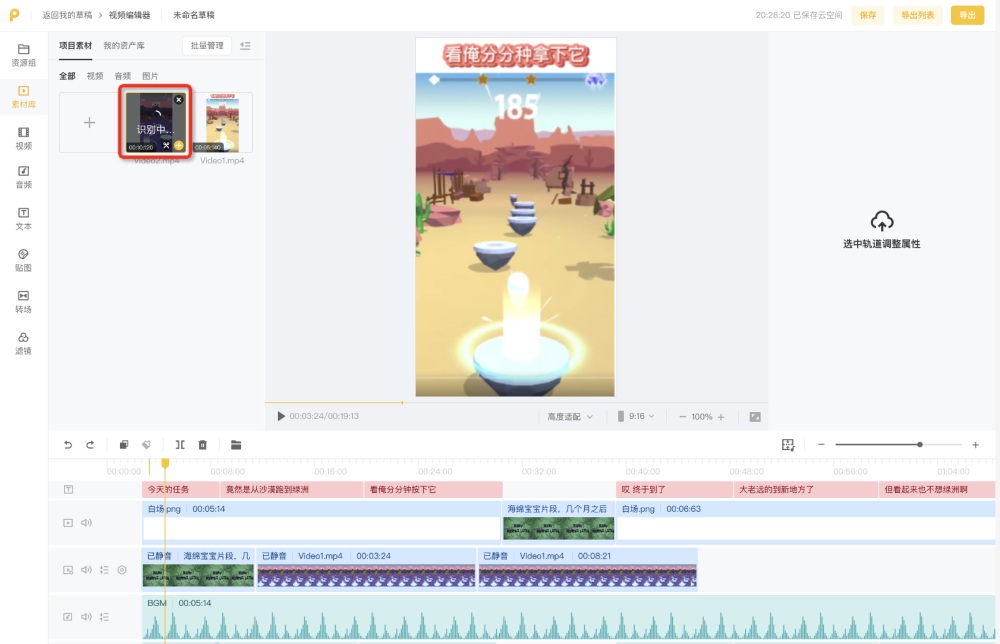 返回我的草稿 > 视频编辑器 未命名草稿
20:28:20 已保存云空间 保存 导出列表 导出
资源组
素材库
视频
音频
文本
贴图
转场
滤镜
项目素材 我的资产库 批量管理
全部 视频 音频 图片
识别中...
00:10:120
00:05:140
Video2.mp4 Video1.mp4
看俺分分种拿下它
185
选中轨道调整属性
00:03:24/00:19:13 高度适配 9:16 100%
00:00:00 00:08:00 00:16:00 00:24:00 00:32:00 00:40:00 00:48:00 00:56:00 01:04:00
今天的任务 竟然是从沙漠跑到绿洲 看俺分分钟按下它 哎 终于到了 大老远的到新地方了 但看起来也不想绿洲啊
白场.png 00:05:14 海绵宝宝片段，几个月之后 白场.png 00:06:63
已静音 海绵宝宝片段，几 已静音 Video1.mp4 00:03:24 已静音 Video1.mp4 00:08:21
BGM 00:05:14